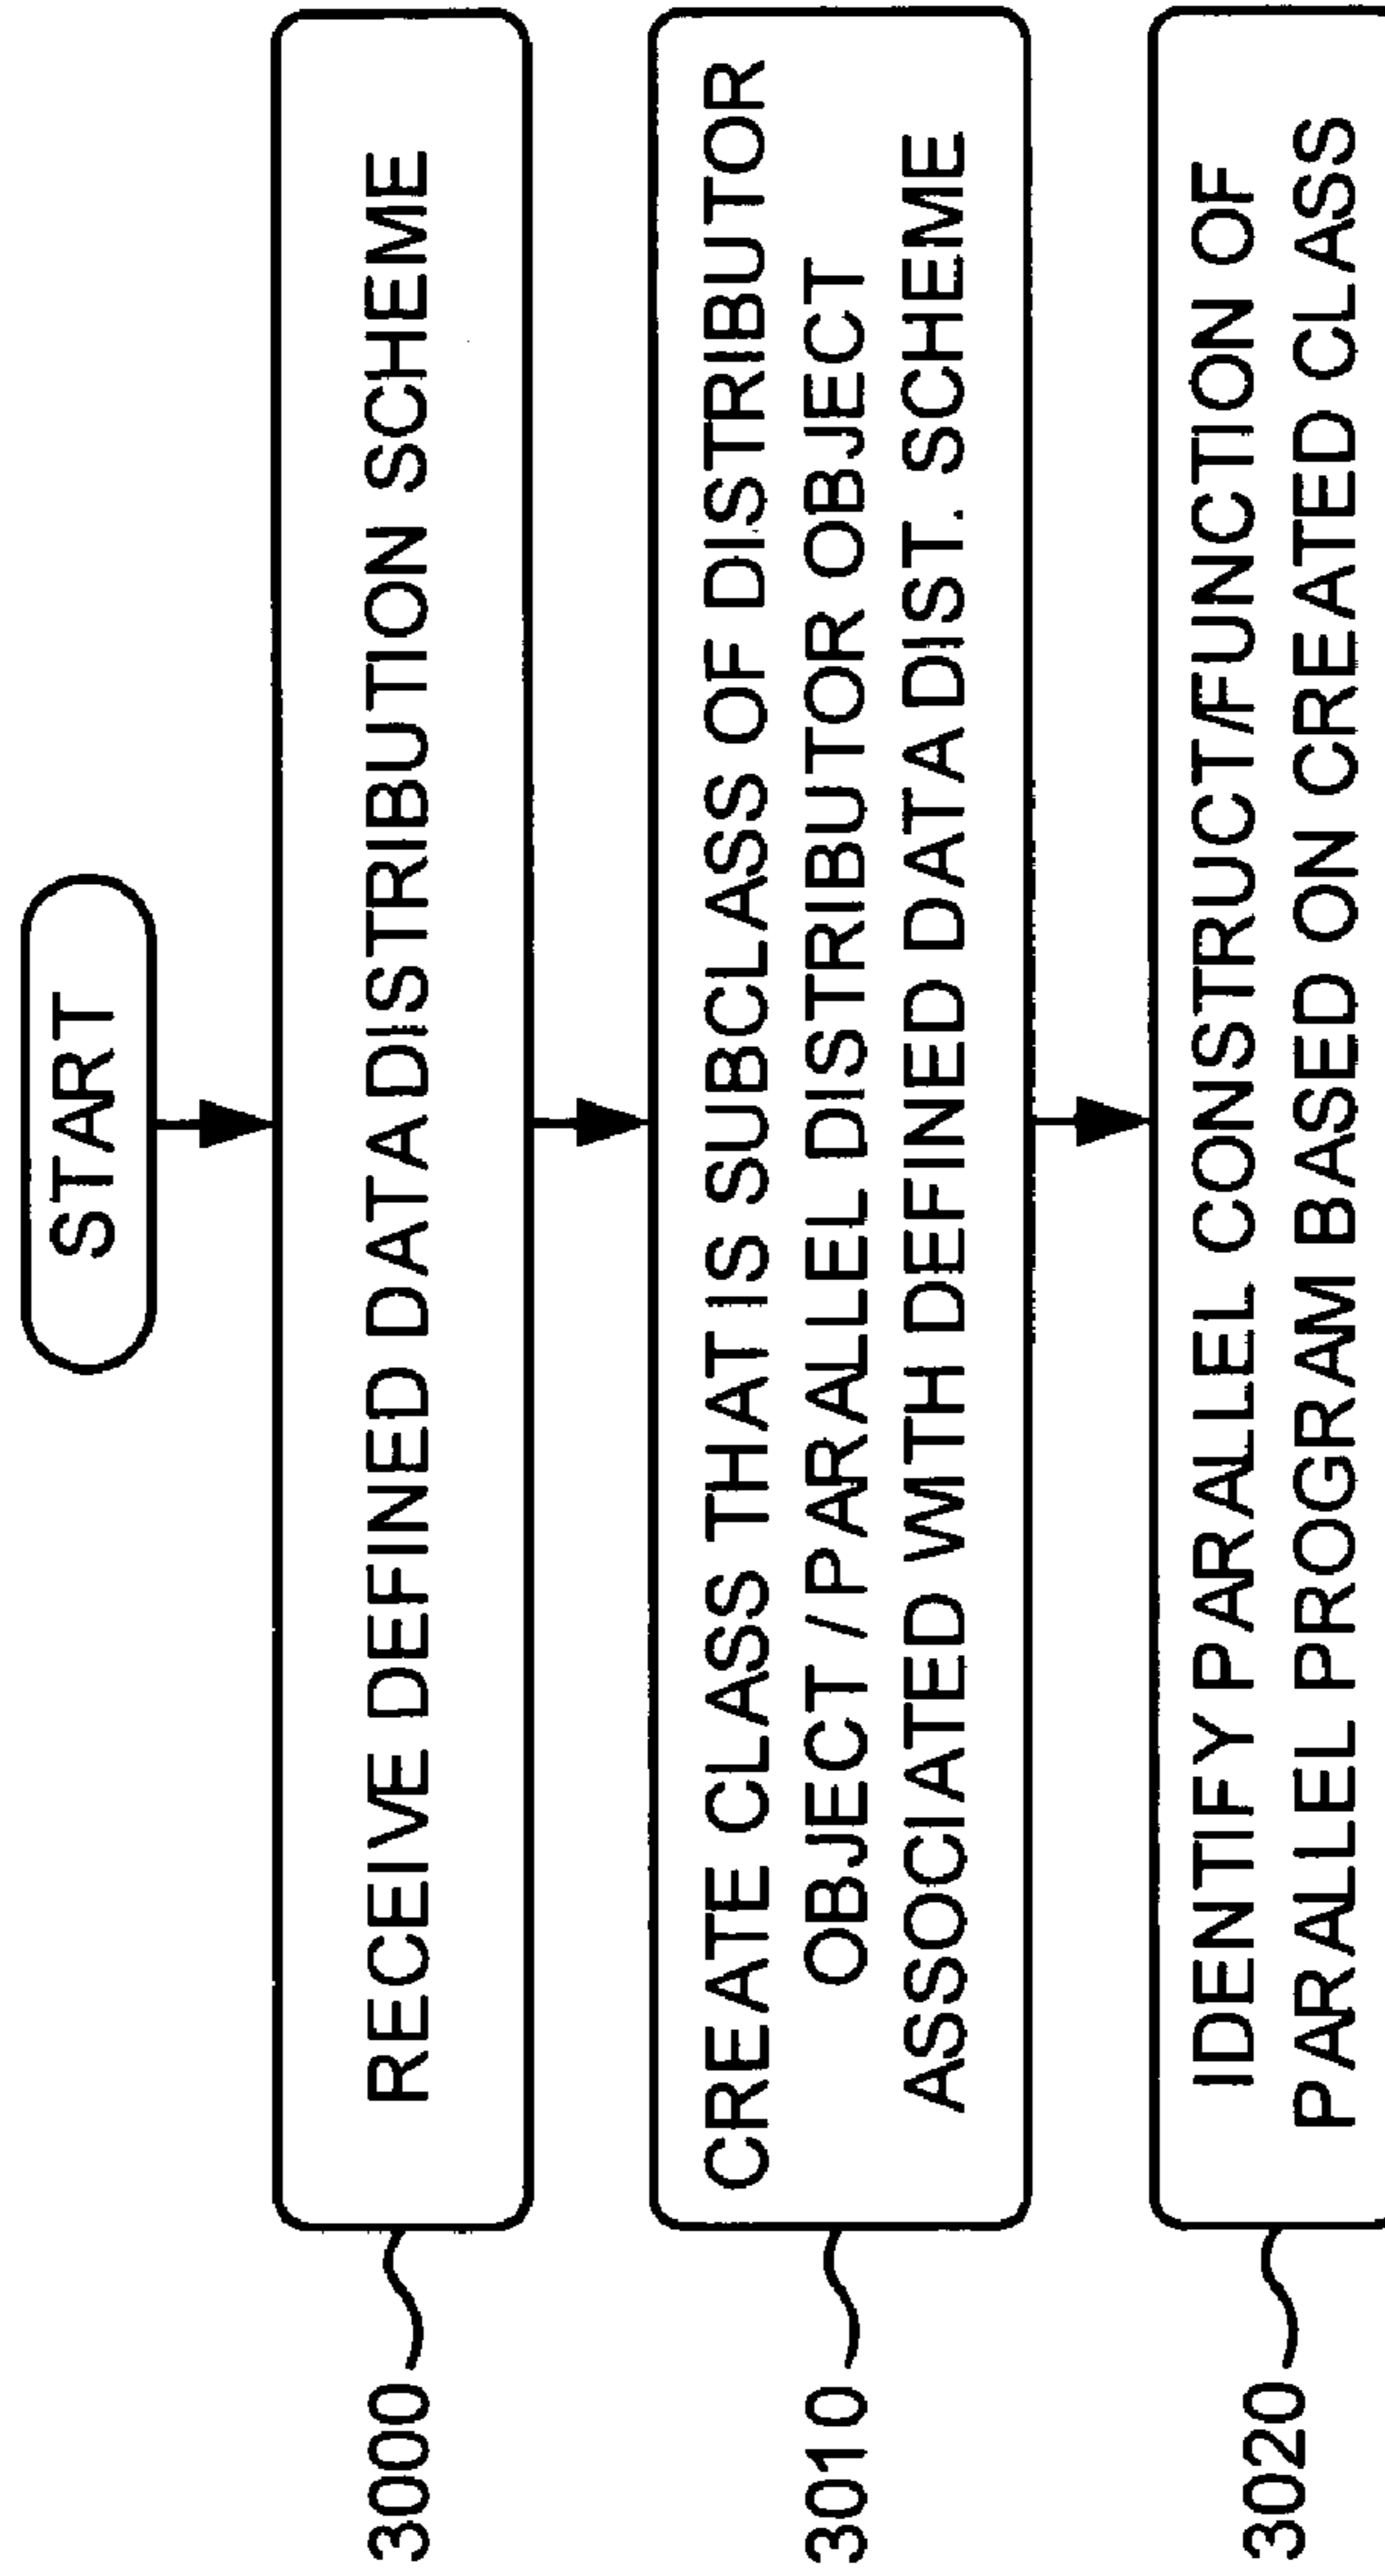 START
RECEIVE DEFINED DATA DISTRIBUTION SCHEME
3000
CREATE CLASS THAT IS SUBCLASS OF DISTRIBUTOR
OBJECT / PARALLEL DISTRIBUTOR OBJECT
ASSOCIATED WITH DEFINED DATA DIST. SCHEME
3010
IDENTIFY PARALLEL CONSTRUCT/FUNCTION OF
PARALLEL PROGRAM BASED ON CREATED CLASS
3020